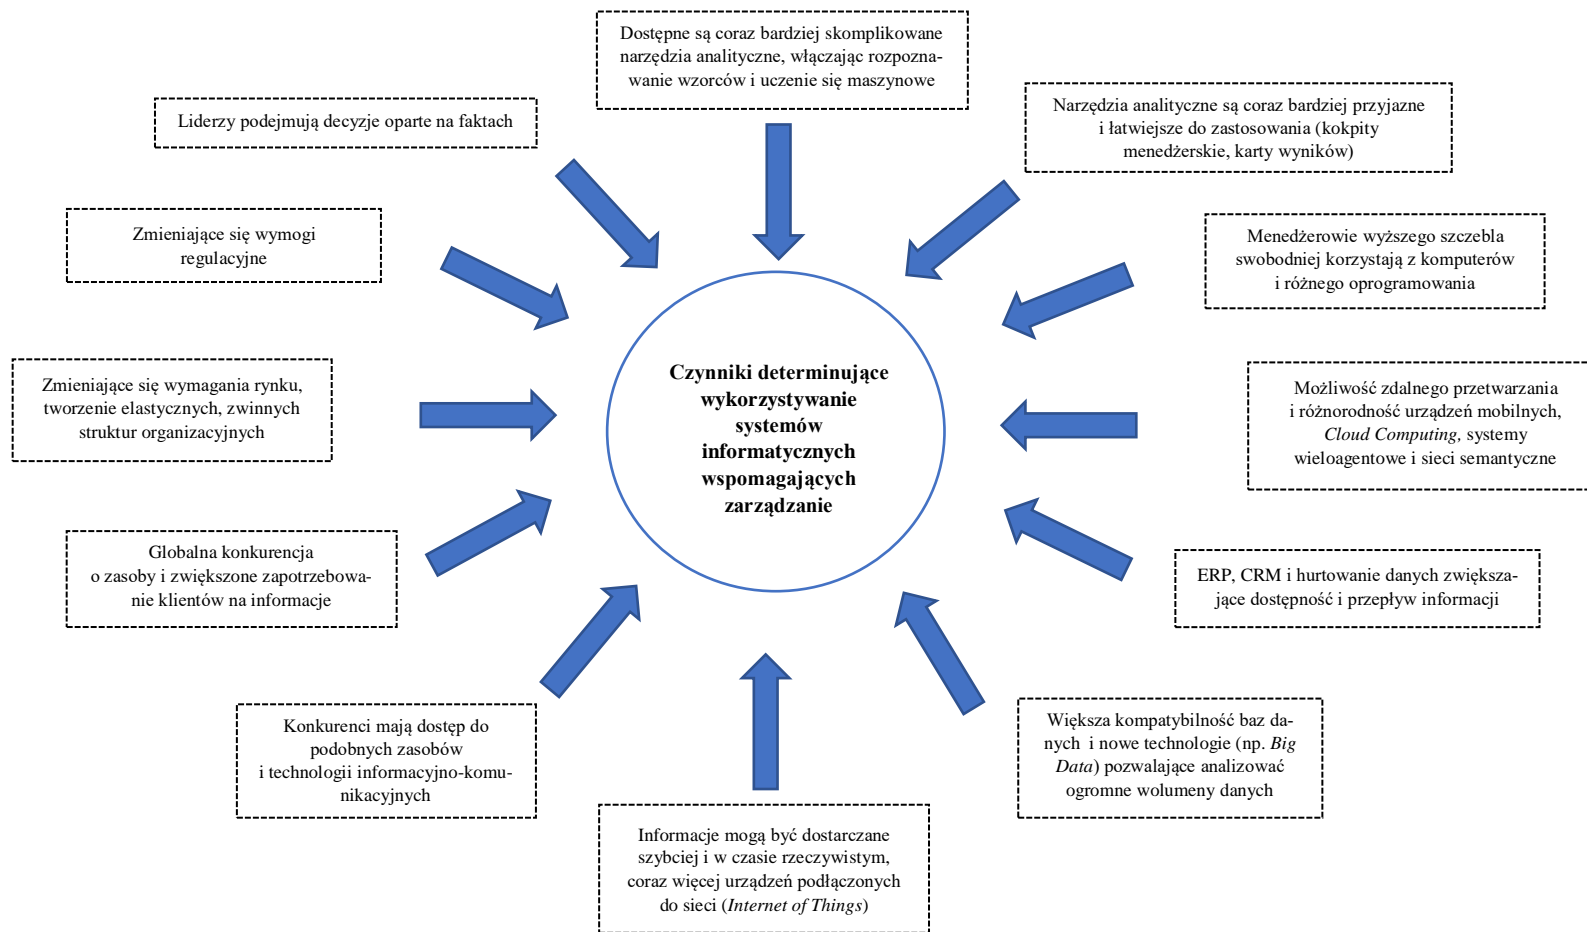 Dostępne są coraz bardziej skomplikowane
narzędzia analityczne, włączając rozpozna-
wanie wzorców i uczenie się maszynowe
Narzędzia analityczne są coraz bardziej przyjazne
i łatwiejsze do zastosowania (kokpity
menedżerskie, karty wyników)
Liderzy podejmują decyzje oparte na faktach
Zmieniające się wymogi
regulacyjne
Menedżerowie wyższego szczebla
swobodniej korzystają z komputerów
i różnego oprogramowania
Zmieniające się wymagania rynku,
tworzenie elastycznych, zwinnych
struktur organizacyjnych
Czynniki determinujące
wykorzystywanie
systemów
informatycznych
wspomagających
zarządzanie
Możliwość zdalnego przetwarzania
i różnorodność urządzeń mobilnych,
Cloud Computing, systemy
wieloagentowe i sieci semantyczne
Globalna konkurencja
o zasoby i zwiększone zapotrzebowa-
nie klientów na informacje
ERP, CRM i hurtowanie danych zwiększa-
jące dostępność i przepływ informacji
Konkurenci mają dostęp do
podobnych zasobów
i technologii informacyjno-komu-
nikacyjnych
Większa kompatybilność baz da-
nych i nowe technologie (np. Big
Data) pozwalające analizować
ogromne wolumeny danych
Informacje mogą być dostarczane
szybciej i w czasie rzeczywistym,
coraz więcej urządzeń podłączonych
do sieci (Internet of Things)